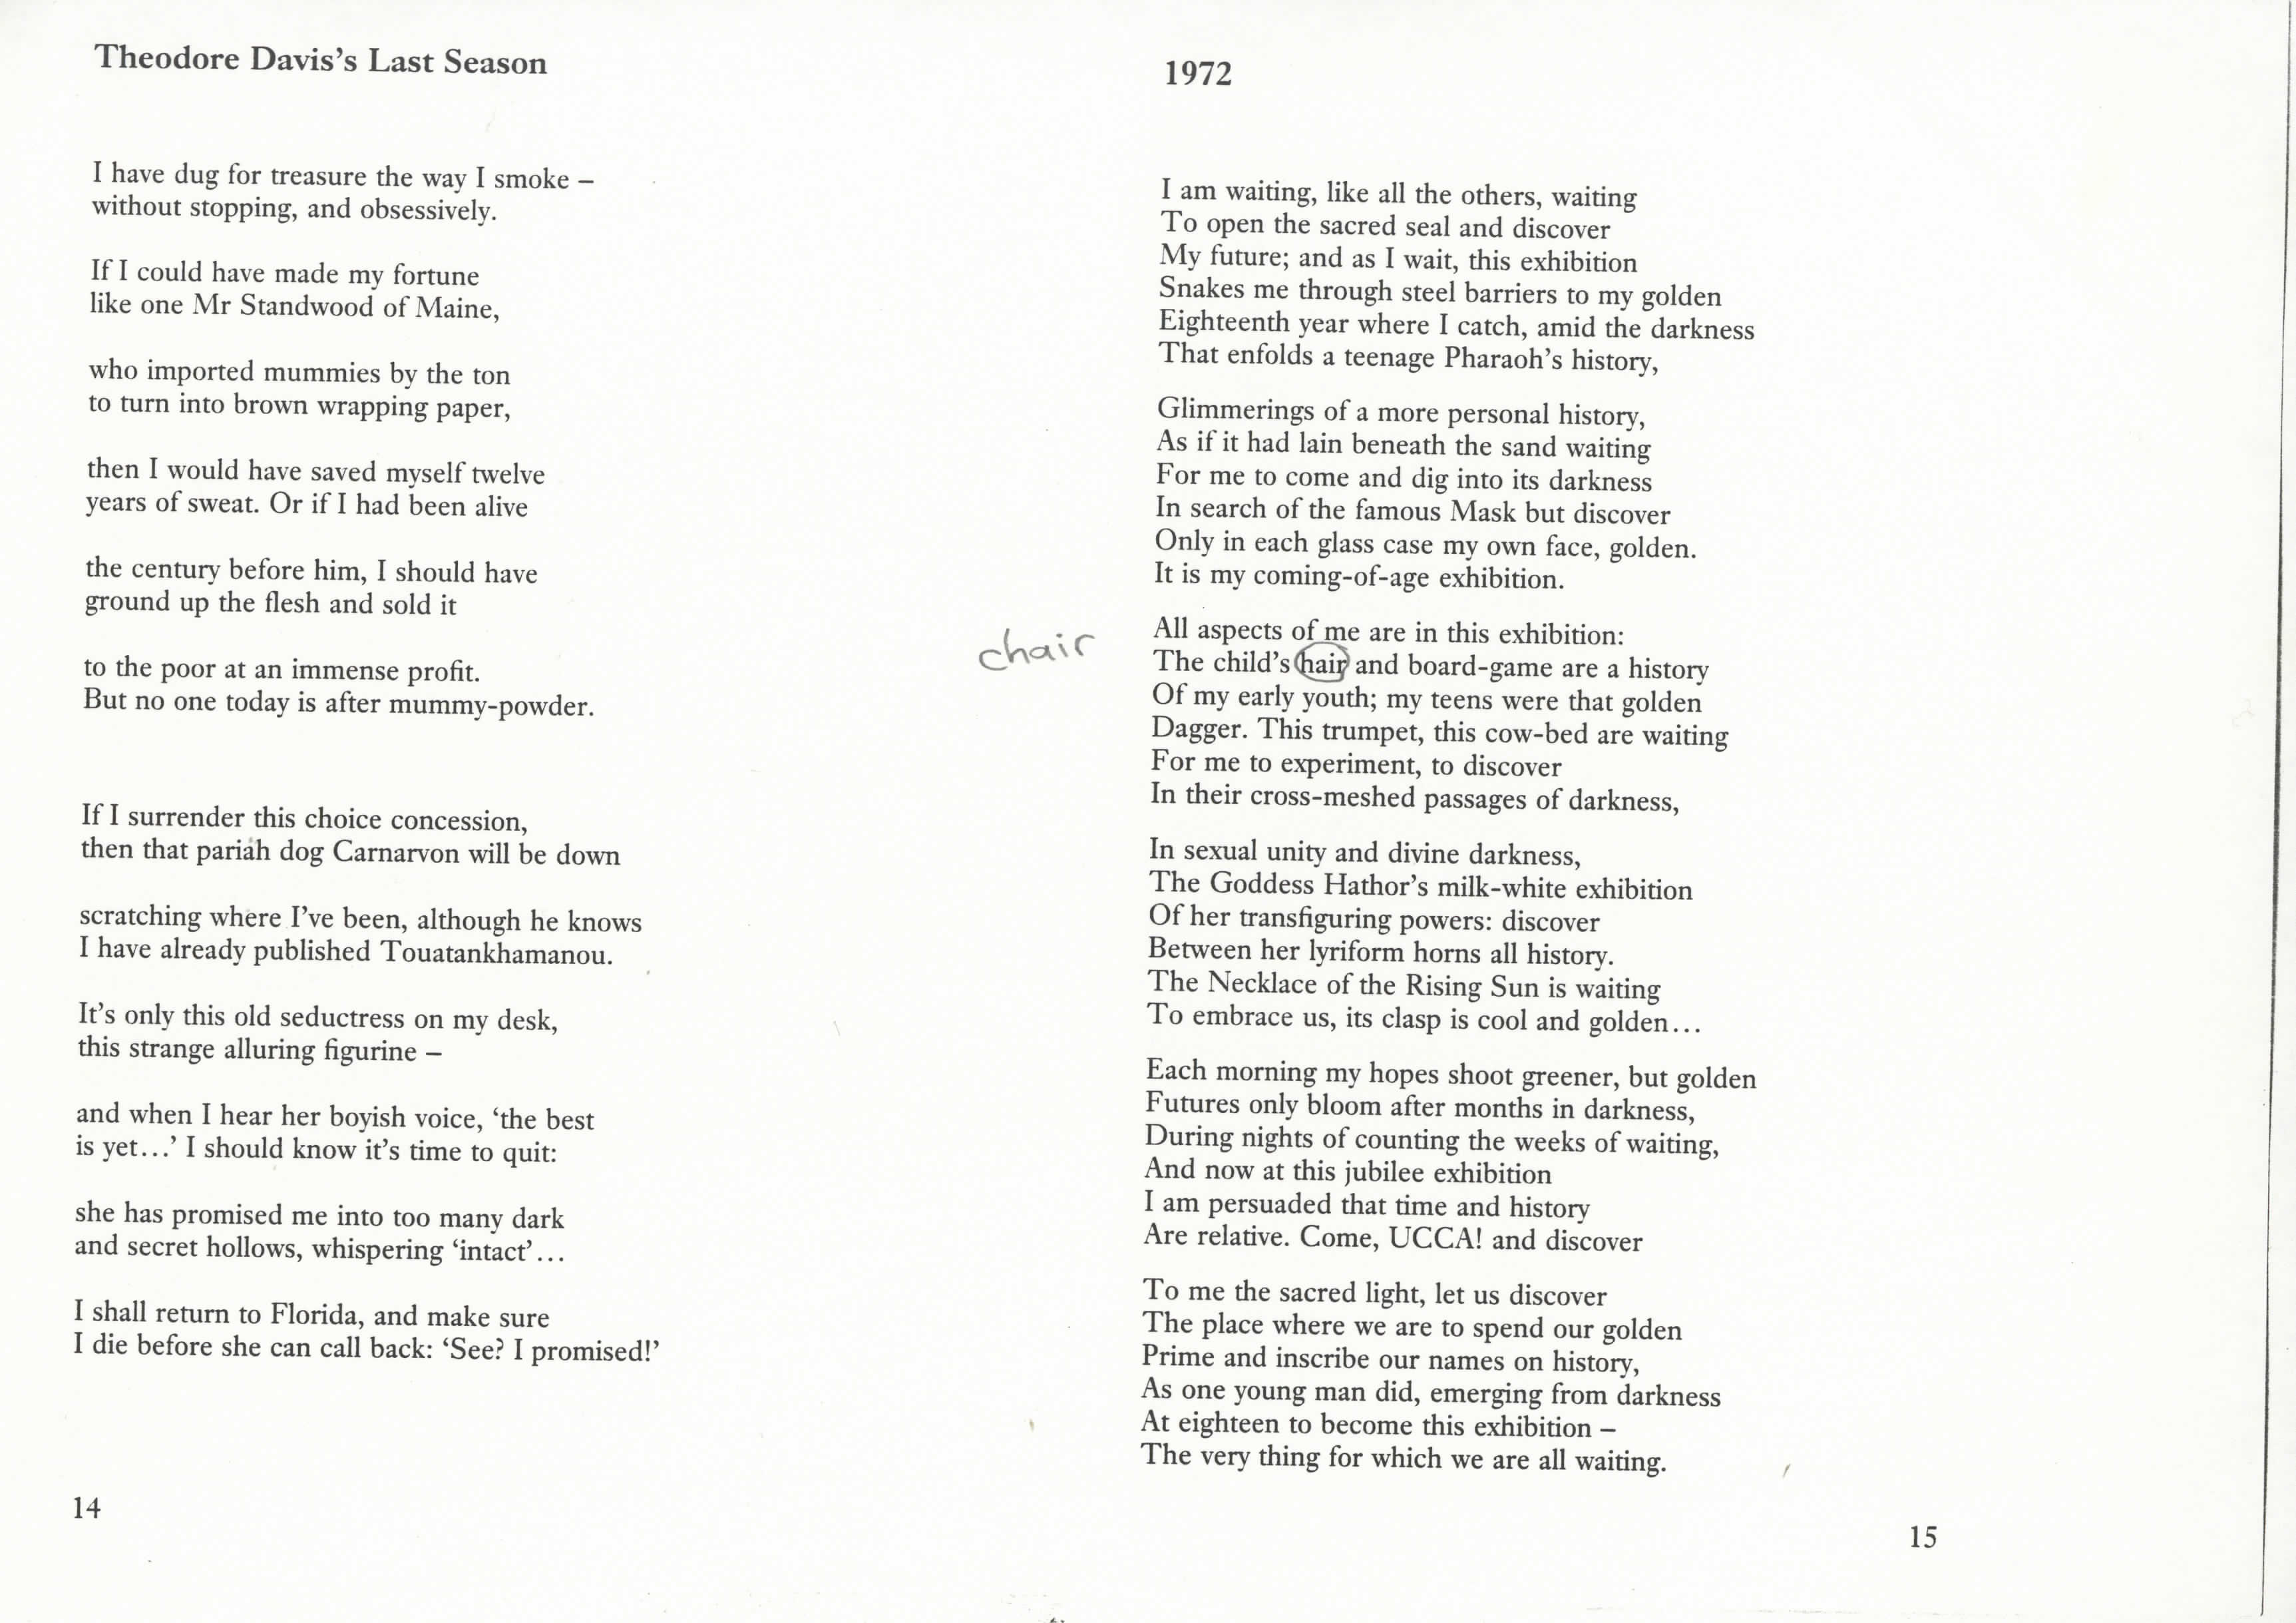 Theodore Davis's Last Season
I have dug for treasure the way I smoke –
without stopping, and obsessively.
If I could have made my fortune
like one Mr Standwood of Maine,
who imported mummies by the ton
to turn into brown wrapping paper,
then I would have saved myself twelve
years of sweat. Or if I had been alive
the century before him, I should have
ground up the flesh and sold it
to the poor at an immense profit.
But no one today is after mummy-powder.
If I surrender this choice concession,
then that pariah dog Carnarvon will be down
scratching where I've been, although he knows
I have already published Touatankhamanou.
It's only this old seductress on my desk,
this strange alluring figurine –
and when I hear her boyish voice, 'the best
is yet...' I should know it's time to quit:
she has promised me into too many dark
and secret hollows, whispering 'intact'...
I shall return to Florida, and make sure
I die before she can call back: 'See? I promised!'
14
1972
I am waiting, like all the others, waiting
To open the sacred seal and discover
My future; and as I wait, this exhibition
Snakes me through steel barriers to my golden
Eighteenth year where I catch, amid the darkness
That enfolds a teenage Pharaoh's history,
Glimmerings of a more personal history,
As if it had lain beneath the sand waiting
For me to come and dig into its darkness
In search of the famous Mask but discover
Only in each glass case my own face, golden.
It is my coming-of-age exhibition.
All aspects of me are in this exhibition:
chair
The child's hair and board-game are a history
Of my early youth; my teens were that golden
Dagger. This trumpet, this cow-bed are waiting
For me to experiment, to discover
In their cross-meshed passages of darkness,
In sexual unity and divine darkness,
The Goddess Hathor's milk-white exhibition
Of her transfiguring powers: discover
Between her lyriform horns all history.
The Necklace of the Rising Sun is waiting
To embrace us, its clasp is cool and golden...
Each morning my hopes shoot greener, but golden
Futures only bloom after months in darkness,
During nights of counting the weeks of waiting,
And now at this jubilee exhibition
I am persuaded that time and history
Are relative. Come, UCCA! and discover
To me the sacred light, let us discover
The place where we are to spend our golden
Prime and inscribe our names on history,
As one young man did, emerging from darkness
At eighteen to become this exhibition –
The very thing for which we are all waiting.
15